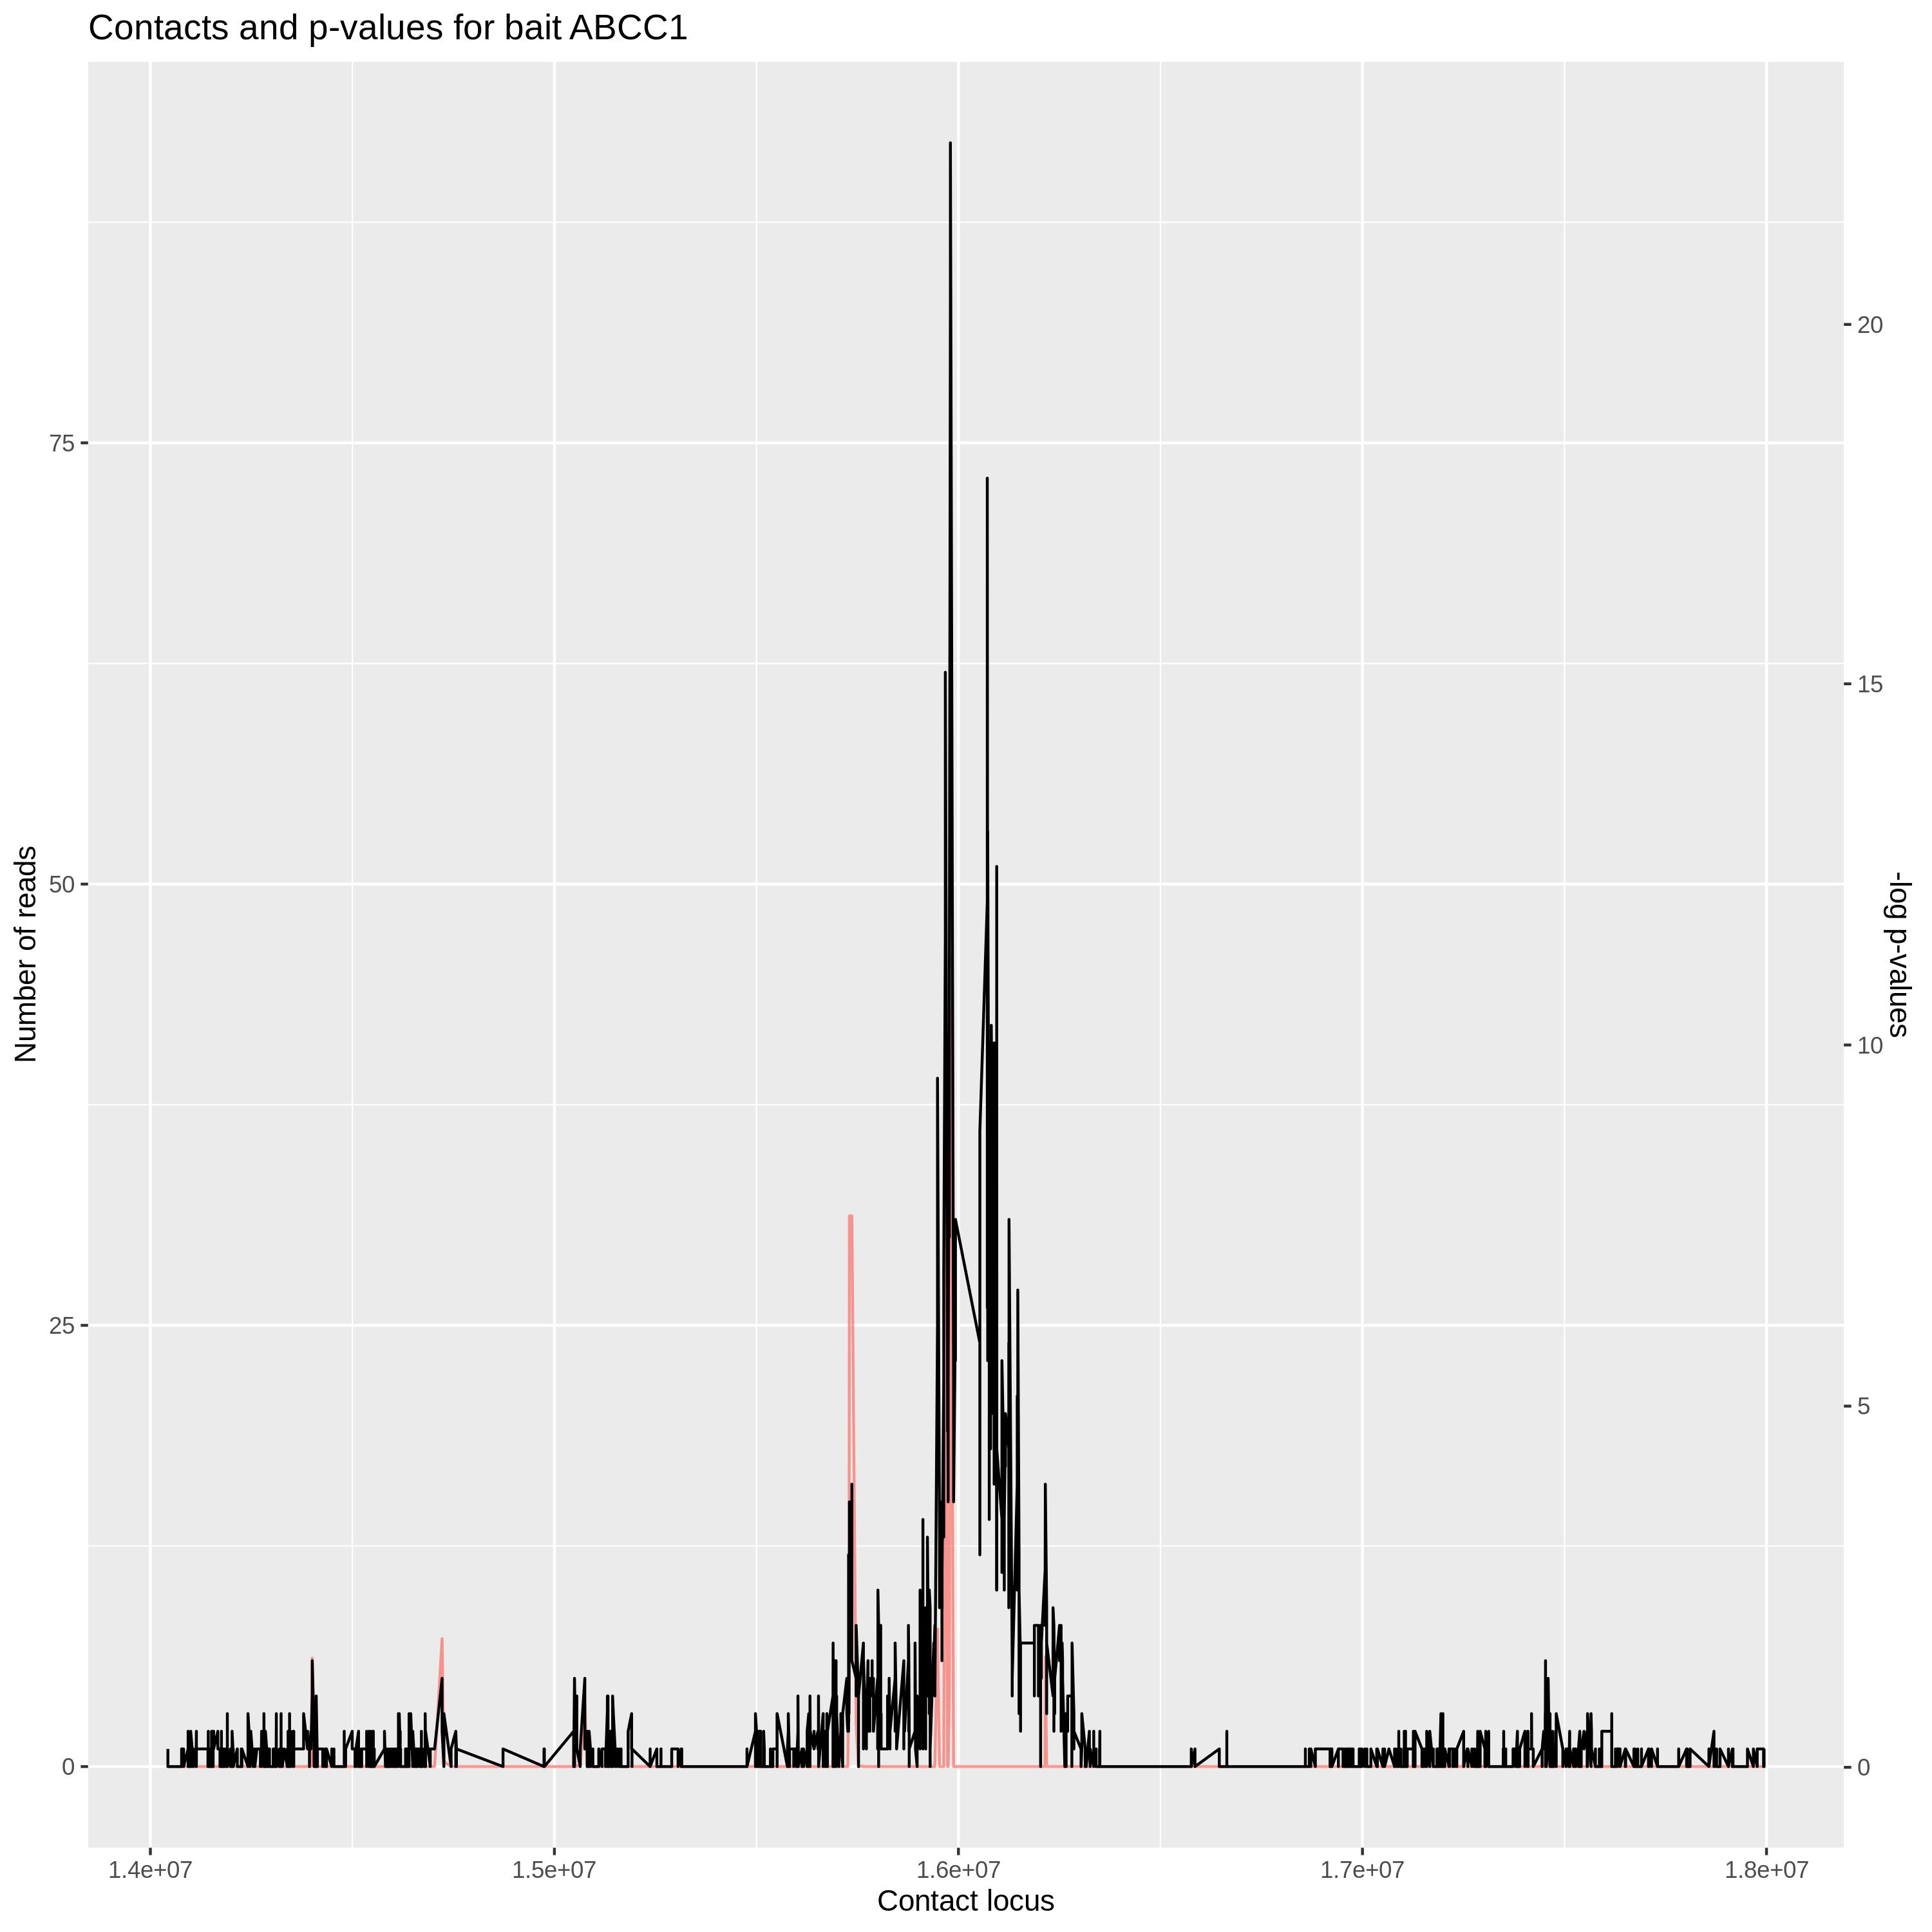 Contacts and p-values for bait ABCC1
Number of reads
75
50
25
0
20
15
10
5
0
-log p-values
1.4e+07
1.5e+07
1.6e+07
1.7e+07
1.8e+07
Contact locus